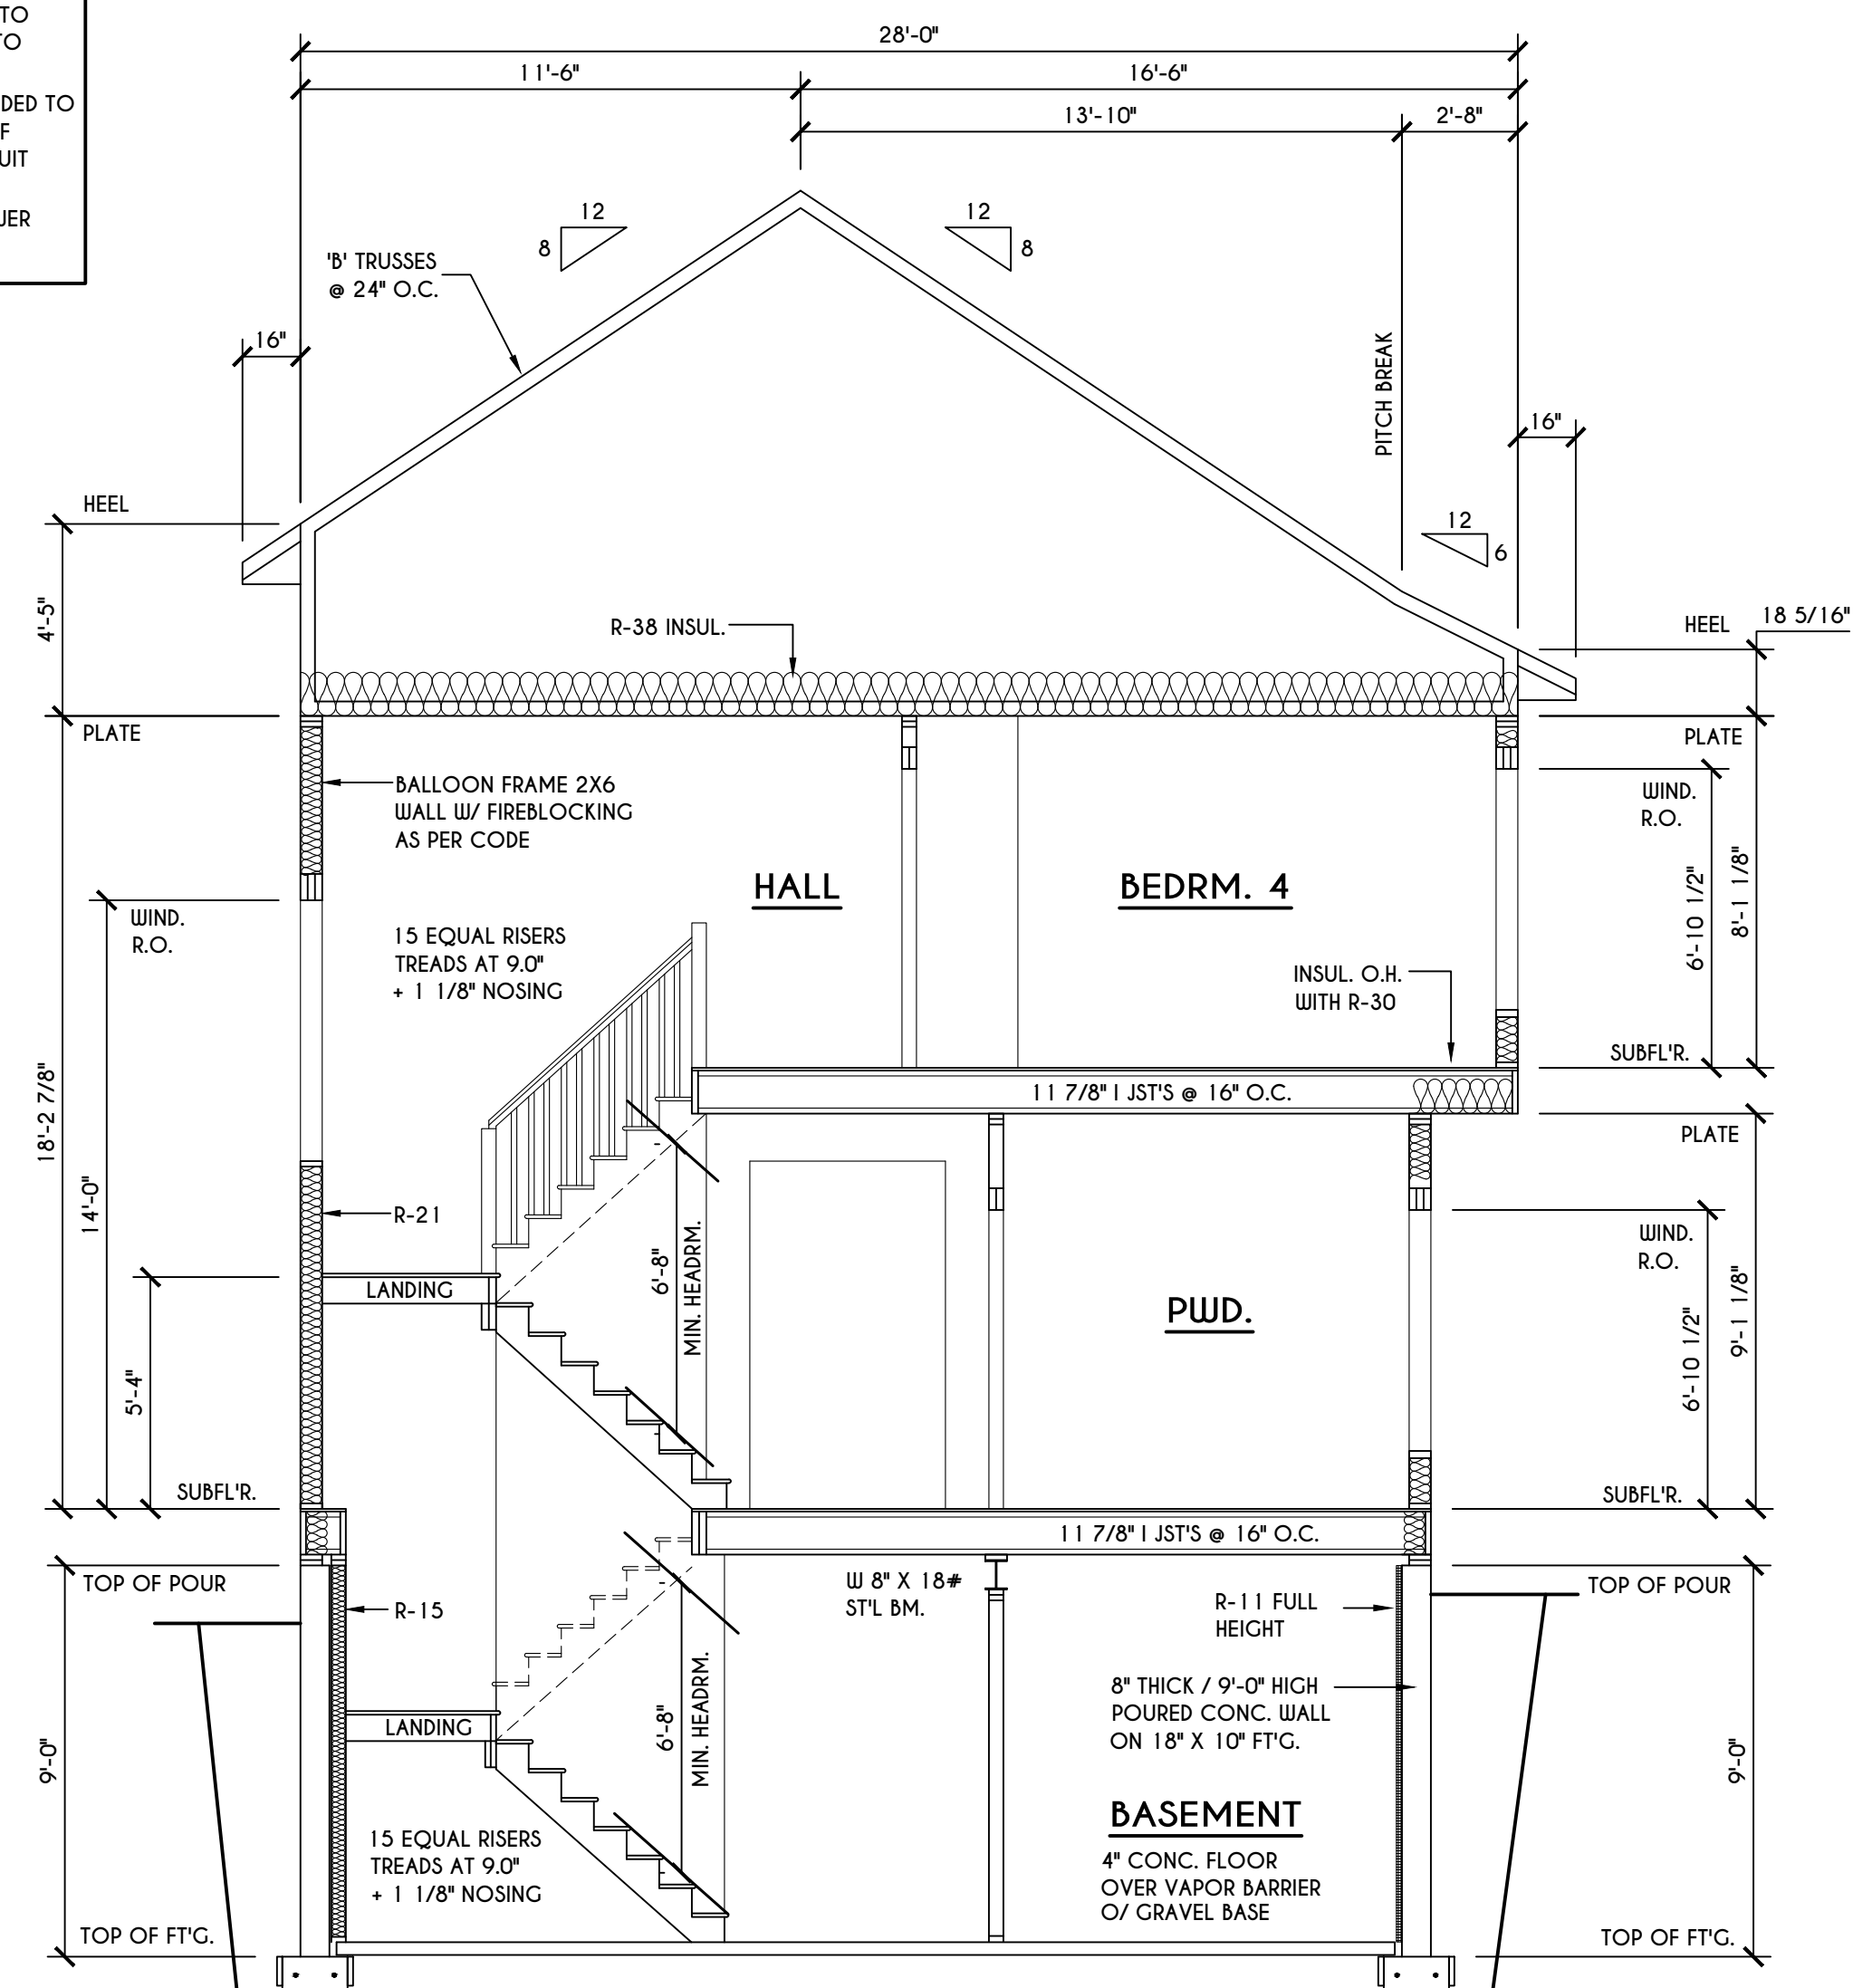 TO
TO
DED TO
F
UIT
UER
28'-0"
11'-6"
16'-6"
13'-10"
2'-8"
12
8
12
8
'B' TRUSSES
@ 24" O.C.
16"
PITCH BREAK
16"
HEEL
12
6
4'-5"
R-38 INSUL.
HEEL
18 5/16"
PLATE
PLATE
BALLOON FRAME 2X6
WALL W/ FIREBLOCKING
AS PER CODE
WIND.
R.O.
HALL
BEDRM. 4
6'-10 1/2"
8'-1 1/8"
WIND.
R.O.
15 EQUAL RISERS
TREADS AT 9.0"
+ 1 1/8" NOSING
INSUL. O.H.
WITH R-30
SUBFL'R.
11 7/8" I JST'S @ 16" O.C.
18'-2 7/8"
PLATE
14'-0"
R-21
6'-8"
MIN. HEADRM.
WIND.
R.O.
LANDING
PWD.
5'-4"
6'-10 1/2"
9'-1 1/8"
SUBFL'R.
SUBFL'R.
11 7/8" I JST'S @ 16" O.C.
TOP OF POUR
W 8" X 18#
ST'L BM.
TOP OF POUR
R-15
R-11 FULL
HEIGHT
6'-8"
MIN. HEADRM.
8" THICK / 9'-0" HIGH
POURED CONC. WALL
ON 18" X 10" FT'G.
LANDING
9'-0"
9'-0"
BASEMENT
15 EQUAL RISERS
TREADS AT 9.0"
+ 1 1/8" NOSING
4" CONC. FLOOR
OVER VAPOR BARRIER
O/ GRAVEL BASE
TOP OF FT'G.
TOP OF FT'G.